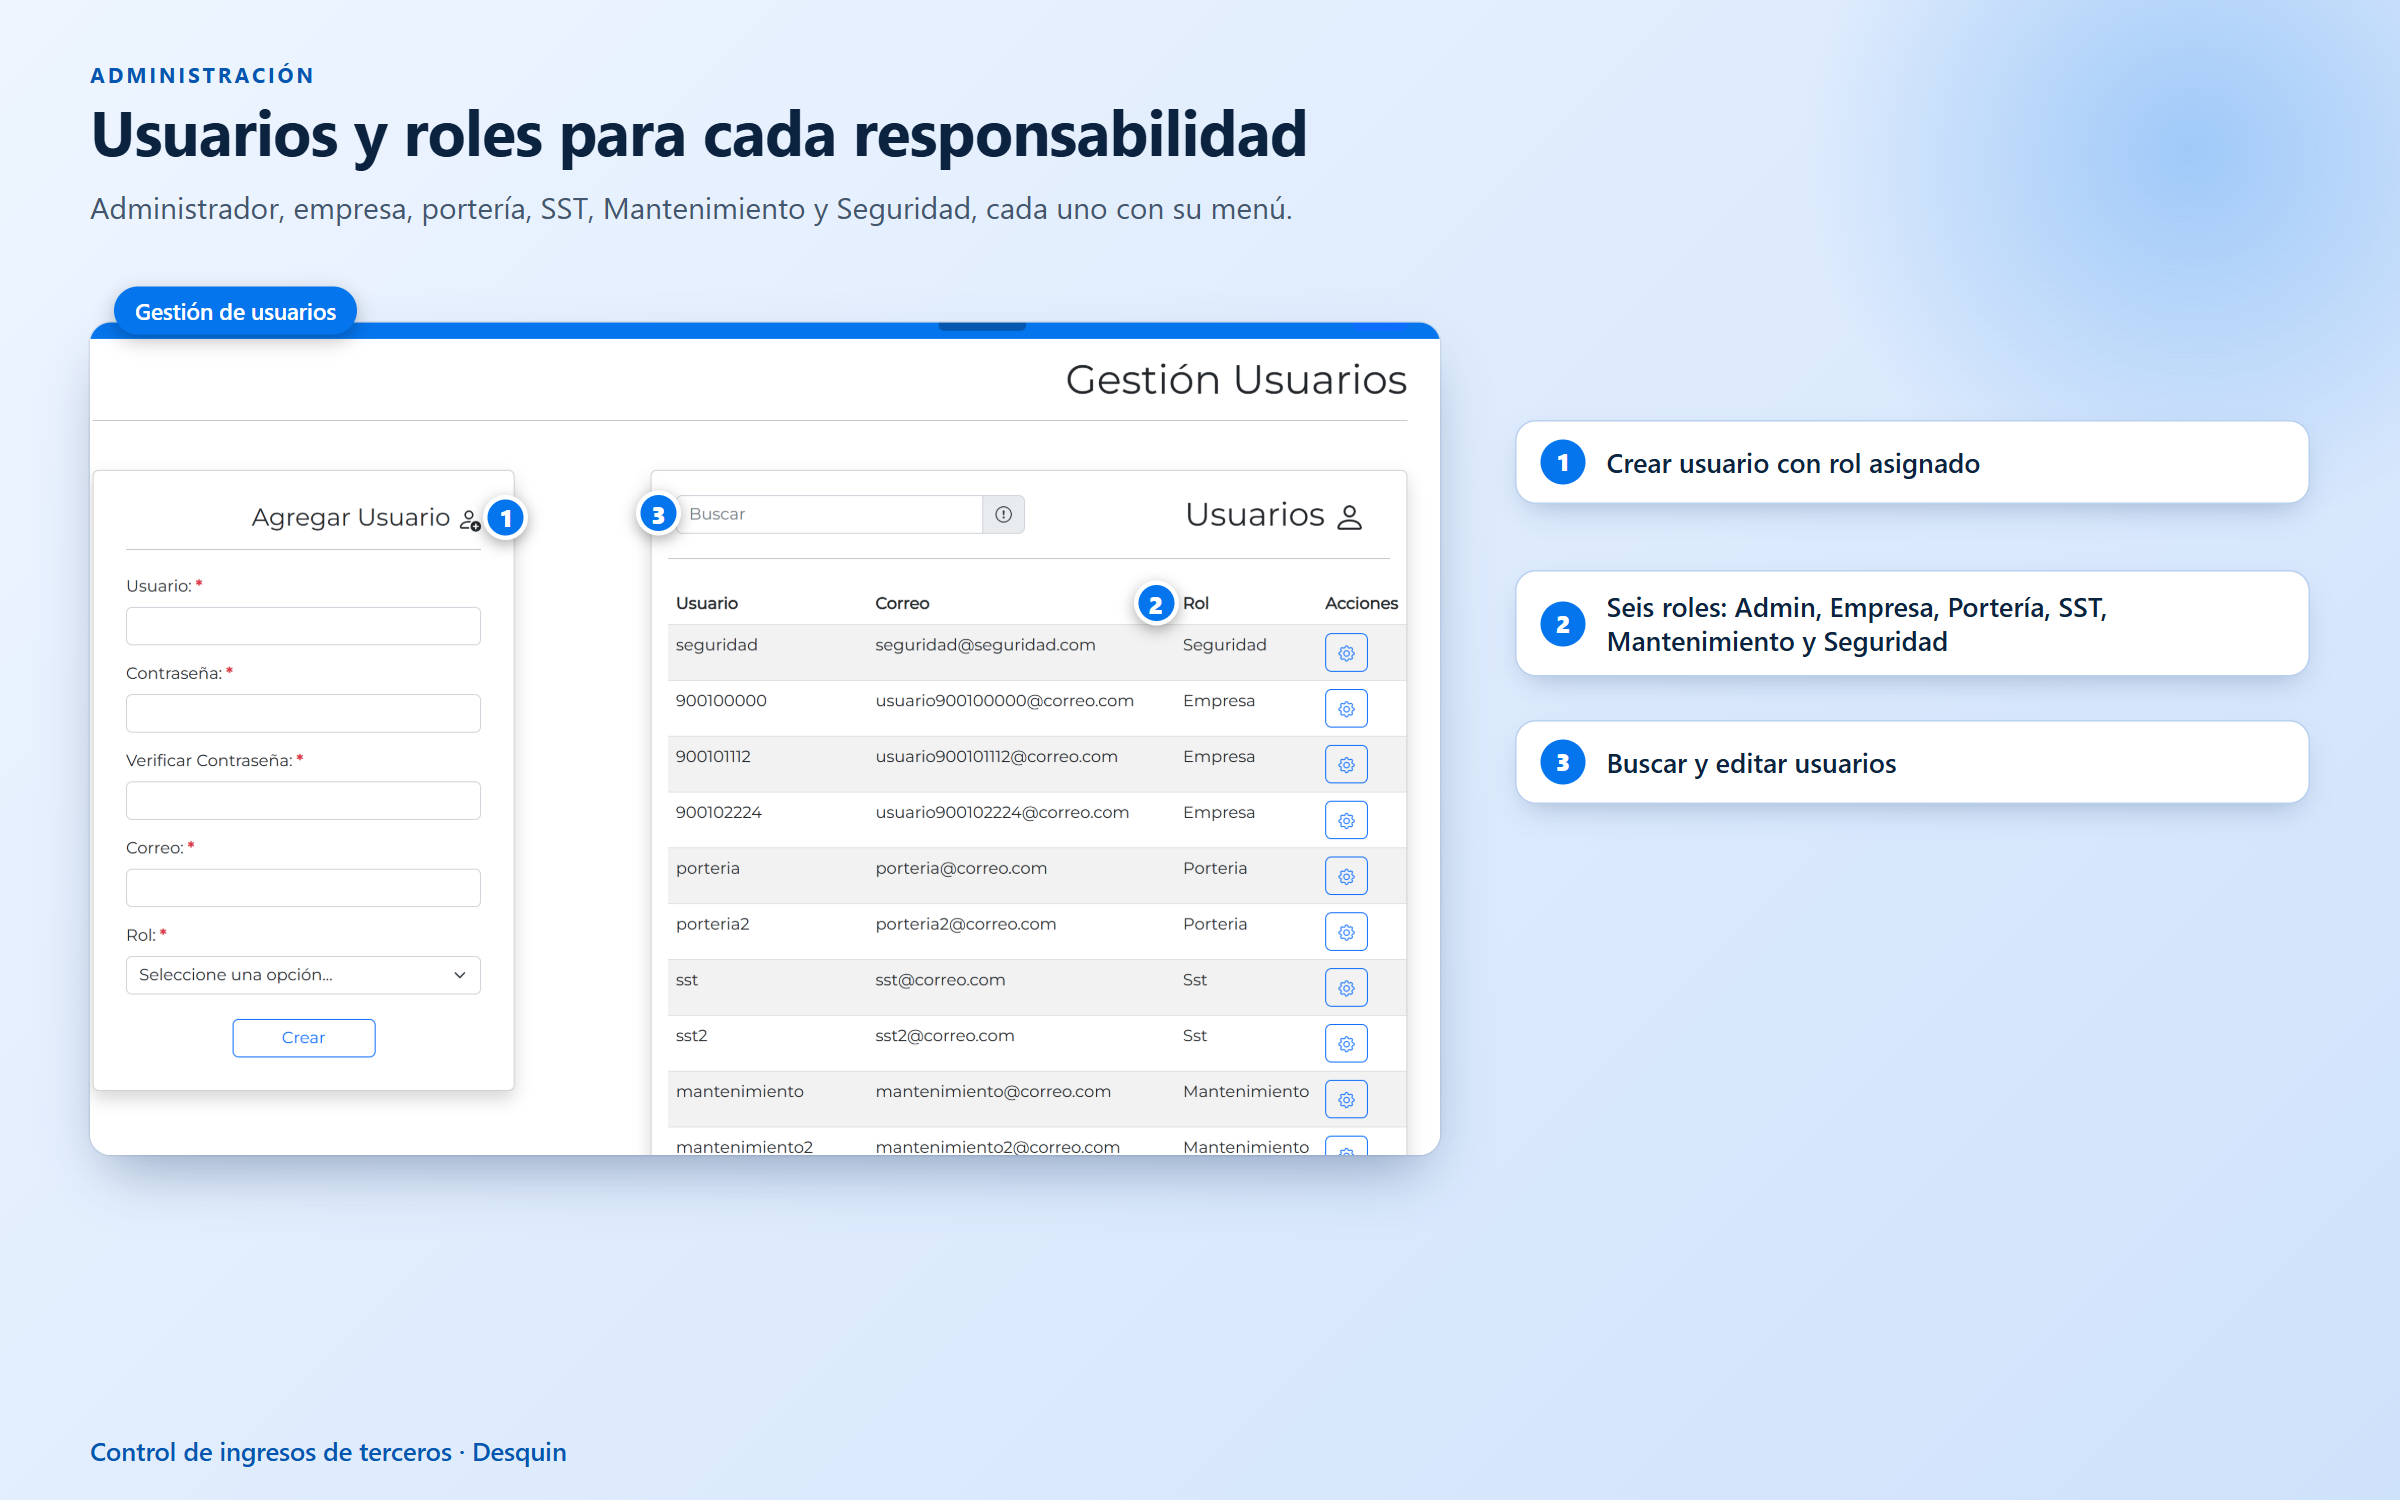 ADMINISTRACIÓN
Usuarios y roles para cada responsabilidad
Administrador, empresa, portería, SST, Mantenimiento y Seguridad, cada uno con su menú.
Gestión de usuarios
Gestión Usuarios
Agregar Usuario
1
Usuario: *
Contraseña: *
Verificar Contraseña: *
Correo: *
Rol: *
Seleccione una opción...
Crear
3
Buscar
Usuarios
Usuario Correo 2 Rol Acciones
seguridad seguridad@seguridad.com Seguridad
900100000 usuario900100000@correo.com Empresa
900101112 usuario900101112@correo.com Empresa
900102224 usuario900102224@correo.com Empresa
porteria porteria@correo.com Porteria
porteria2 porteria2@correo.com Porteria
sst sst@correo.com Sst
sst2 sst2@correo.com Sst
mantenimiento mantenimiento@correo.com Mantenimiento
mantenimiento2 mantenimiento2@correo.com Mantenimiento
1 Crear usuario con rol asignado
2 Seis roles: Admin, Empresa, Portería, SST,
Mantenimiento y Seguridad
3 Buscar y editar usuarios
Control de ingresos de terceros · Desquin